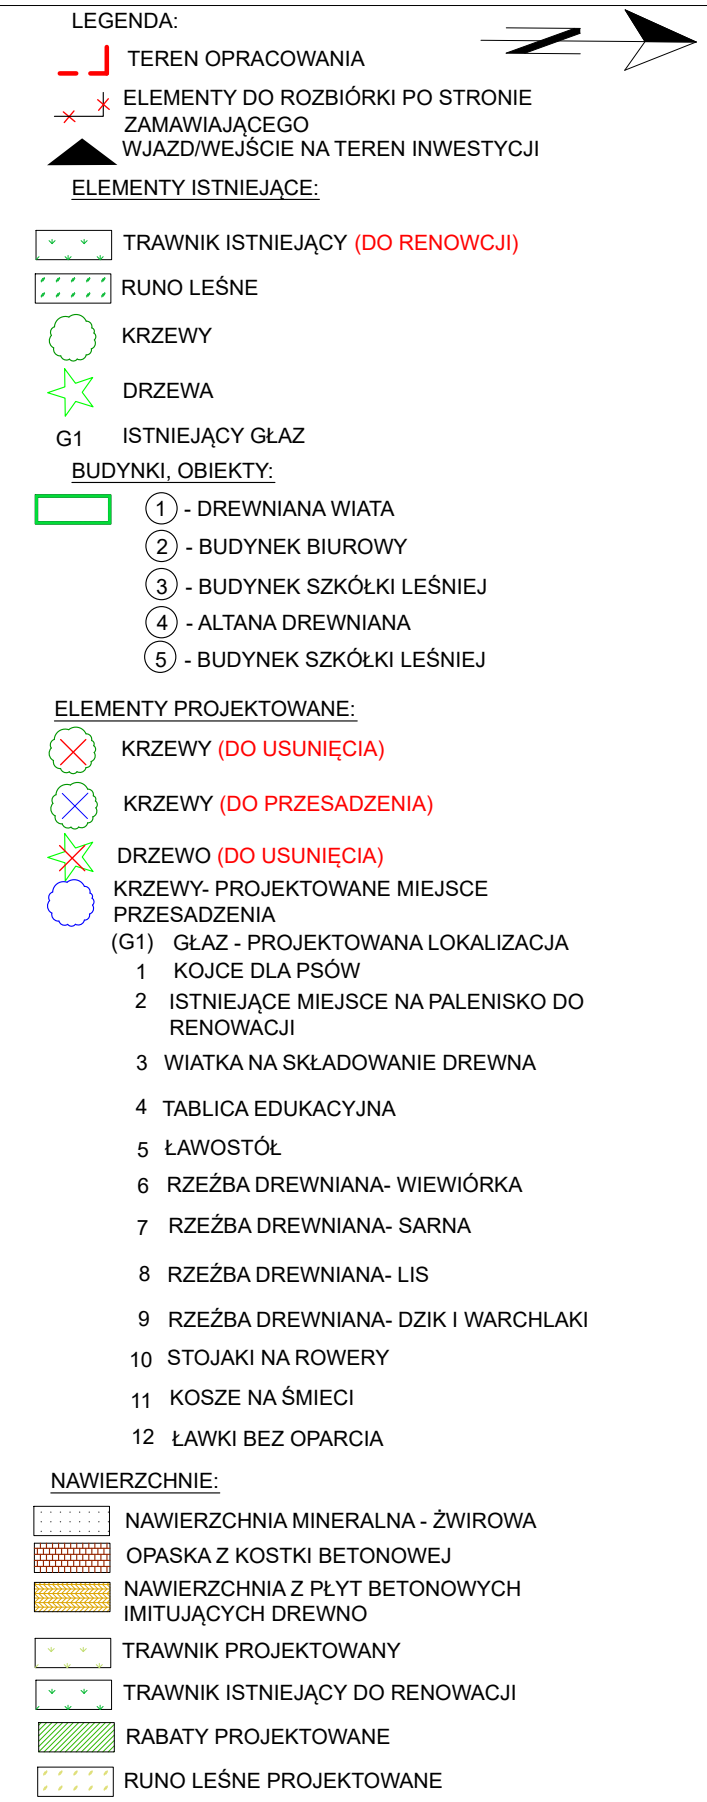 LEGENDA:
TEREN OPRACOWANIA
ELEMENTY DO ROZBIÓRKI PO STRONIE
ZAMAWIAJĄCEGO
WJAZD/WEJŚCIE NA TEREN INWESTYCJI
ELEMENTY ISTNIEJĄCE:
TRAWNIK ISTNIEJĄCY (DO RENOWCJI)
RUNO LEŚNE
KRZEWY
DRZEWA
G1 ISTNIEJĄCY GŁAZ
BUDYNKI, OBIEKTY:
1 - DREWNIANA WIATA
2 - BUDYNEK BIUROWY
3 - BUDYNEK SZKÓŁKI LEŚNIEJ
4 - ALTANA DREWNIANA
5 - BUDYNEK SZKÓŁKI LEŚNIEJ
ELEMENTY PROJEKTOWANE:
KRZEWY (DO USUNIĘCIA)
KRZEWY (DO PRZESADZENIA)
DRZEWO (DO USUNIĘCIA)
KRZEWY- PROJEKTOWANE MIEJSCE
PRZESADZENIA
(G1) GŁAZ - PROJEKTOWANA LOKALIZACJA
1 KOJCE DLA PSÓW
2 ISTNIEJĄCE MIEJSCE NA PALENISKO DO
RENOWACJI
3 WIATKA NA SKŁADOWANIE DREWNA
4 TABLICA EDUKACYJNA
5 ŁAWOSTÓŁ
6 RZEŹBA DREWNIANA- WIEWIÓRKA
7 RZEŹBA DREWNIANA- SARNA
8 RZEŹBA DREWNIANA- LIS
9 RZEŹBA DREWNIANA- DZIK I WARCHLAKI
10 STOJAKI NA ROWERY
11 KOSZE NA ŚMIECI
12 ŁAWKI BEZ OPARCIA
NAWIERZCHNIE:
NAWIERZCHNIA MINERALNA - ŻWIROWA
OPASKA Z KOSTKI BETONOWEJ
NAWIERZCHNIA Z PŁYT BETONOWYCH
IMITUJĄCYCH DREWNO
TRAWNIK PROJEKTOWANY
TRAWNIK ISTNIEJĄCY DO RENOWACJI
RABATY PROJEKTOWANE
RUNO LEŚNE PROJEKTOWANE